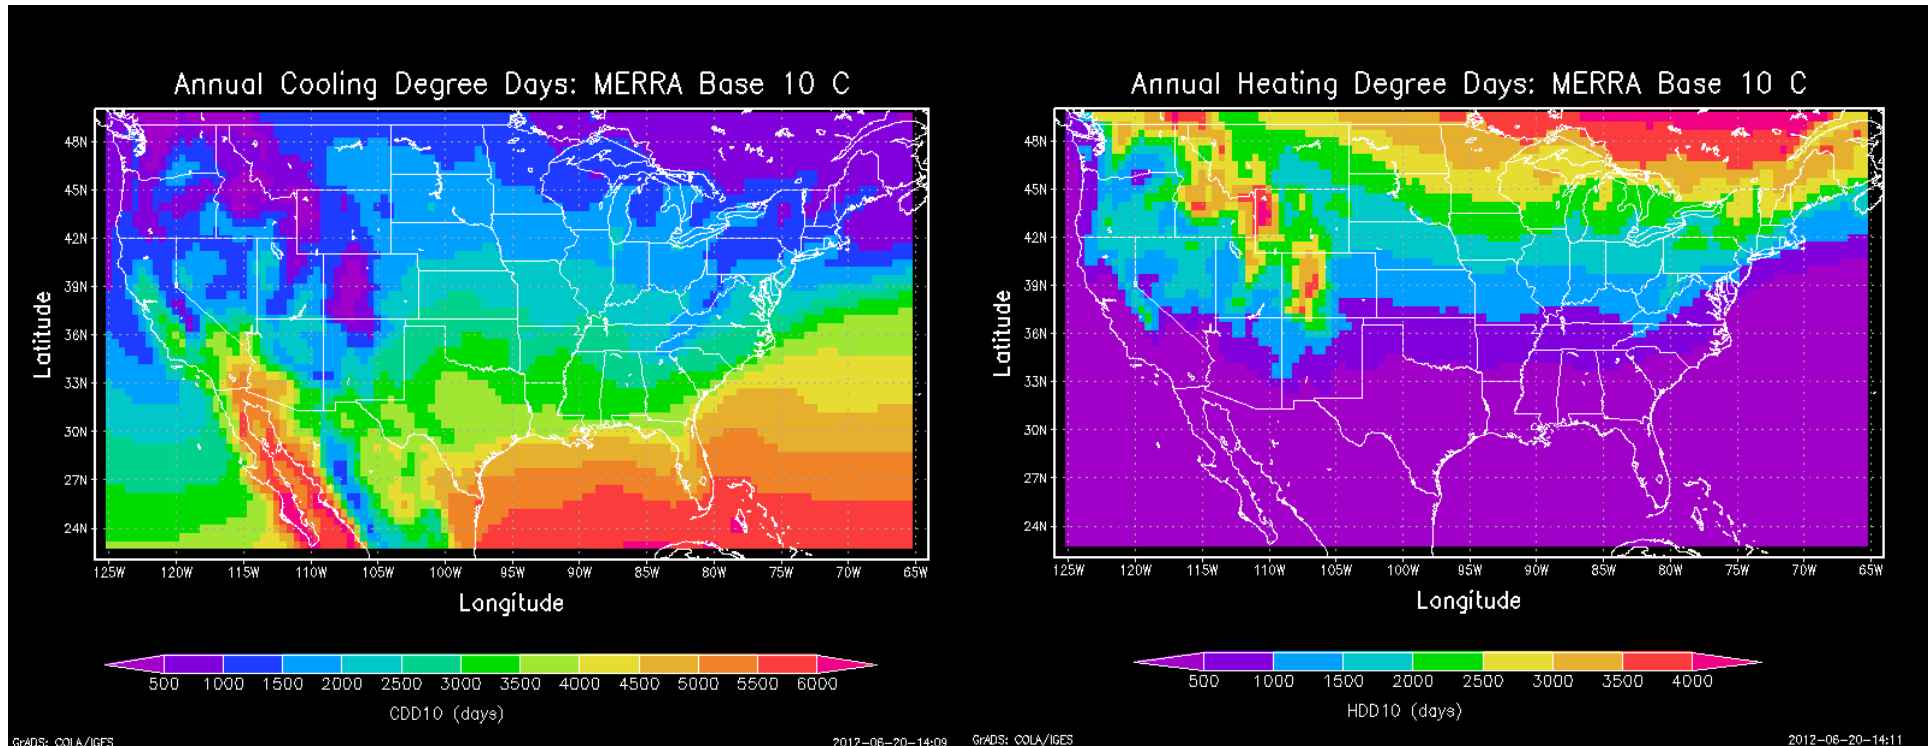 Annual Cooling Degree Days: MERRA Base 10 C
48N
45N
42N
39N
36N
33N
30N
27N
24N
Latitude
125W 120W 115W 110W 105W 100W 95W 90W 85W 80W 75W 70W 65W
Longitude
500 1000 1500 2000 2500 3000 3500 4000 4500 5000 5500 6000
CDD10 (days)
GrADS: COLA/IGES 2012-06-20-14:09
Annual Heating Degree Days: MERRA Base 10 C
48N
45N
42N
39N
36N
33N
30N
27N
24N
Latitude
125W 120W 115W 110W 105W 100W 95W 90W 85W 80W 75W 70W 65W
Longitude
500 1000 1500 2000 2500 3000 3500 4000
HDD10 (days)
GrADS: COLA/IGES 2012-06-20-14:11